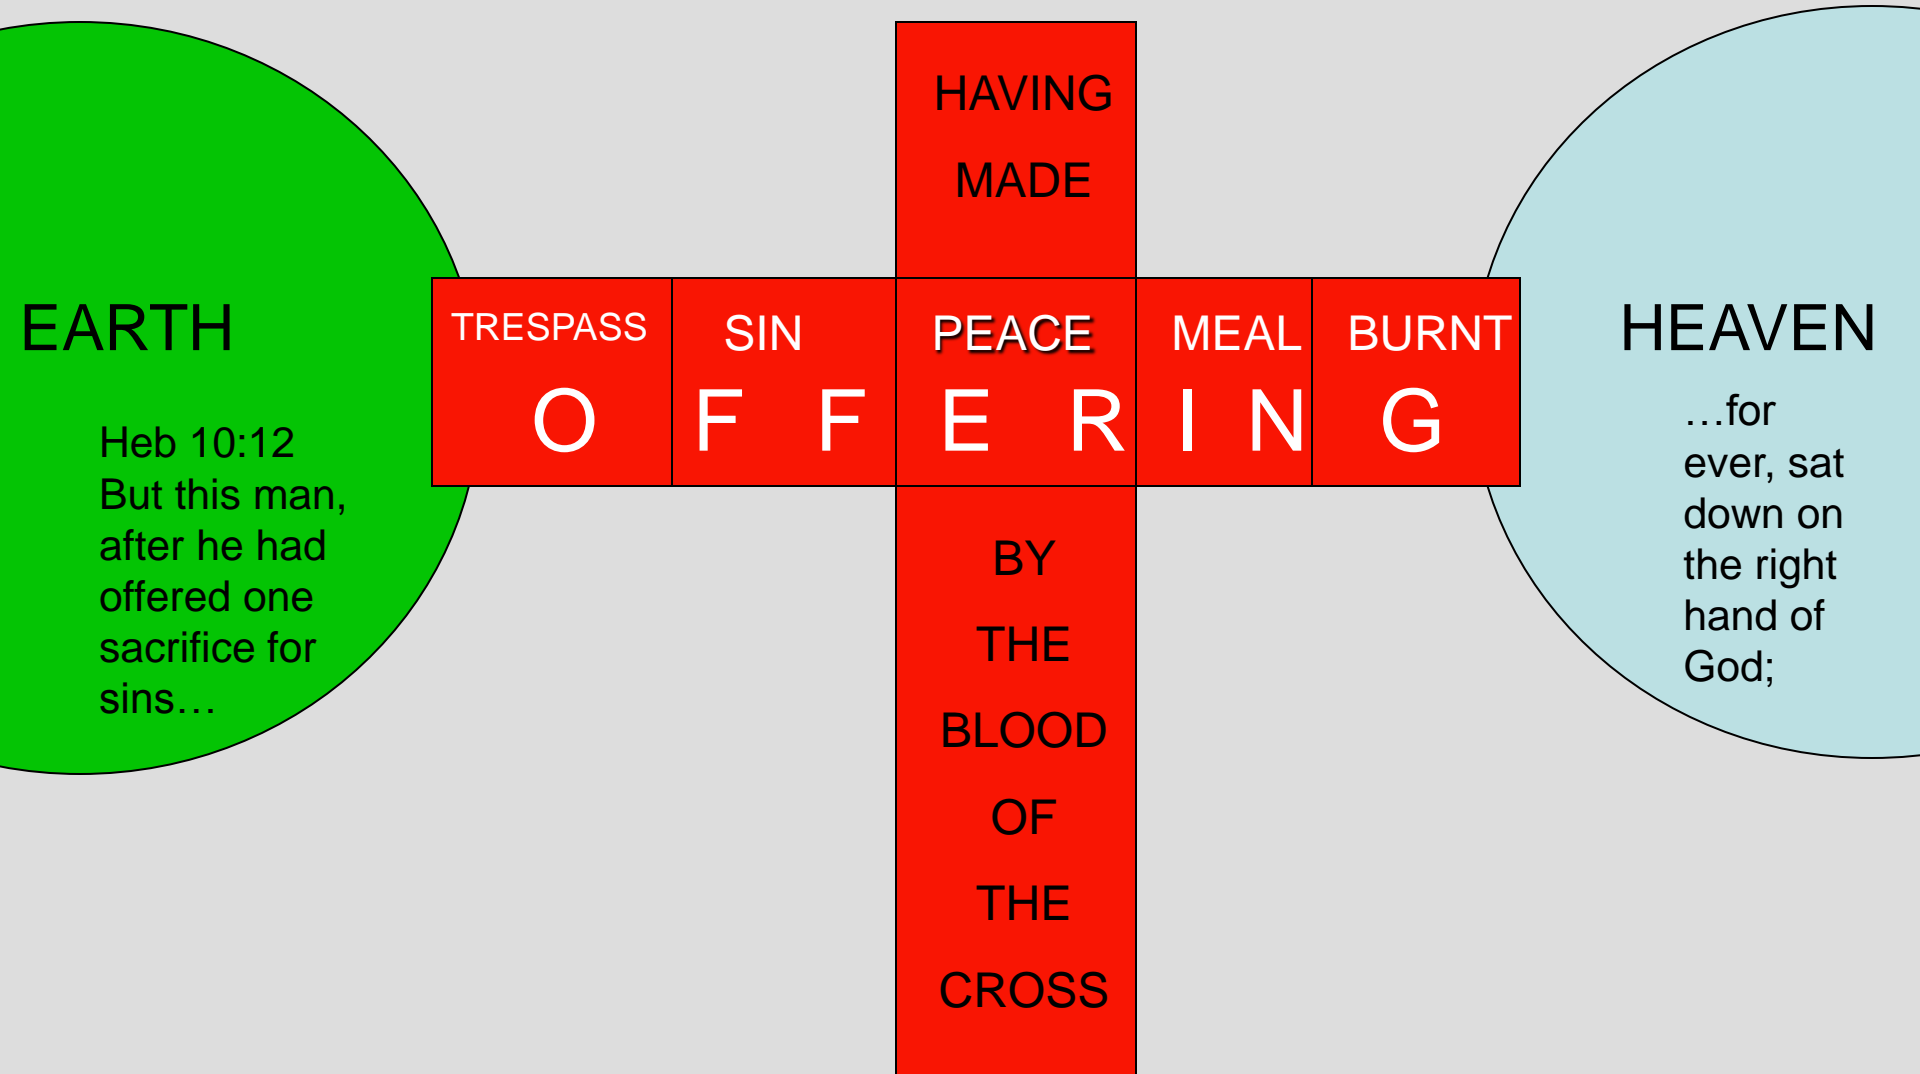 HAVING
MADE
EARTH
TRESPASS SIN PEACE MEAL BURNT
O F F E R I N G
HEAVEN
Heb 10:12
But this man,
after he had
offered one
sacrifice for
sins…
…for
ever, sat
down on
the right
hand of
God;
BY
THE
BLOOD
OF
THE
CROSS